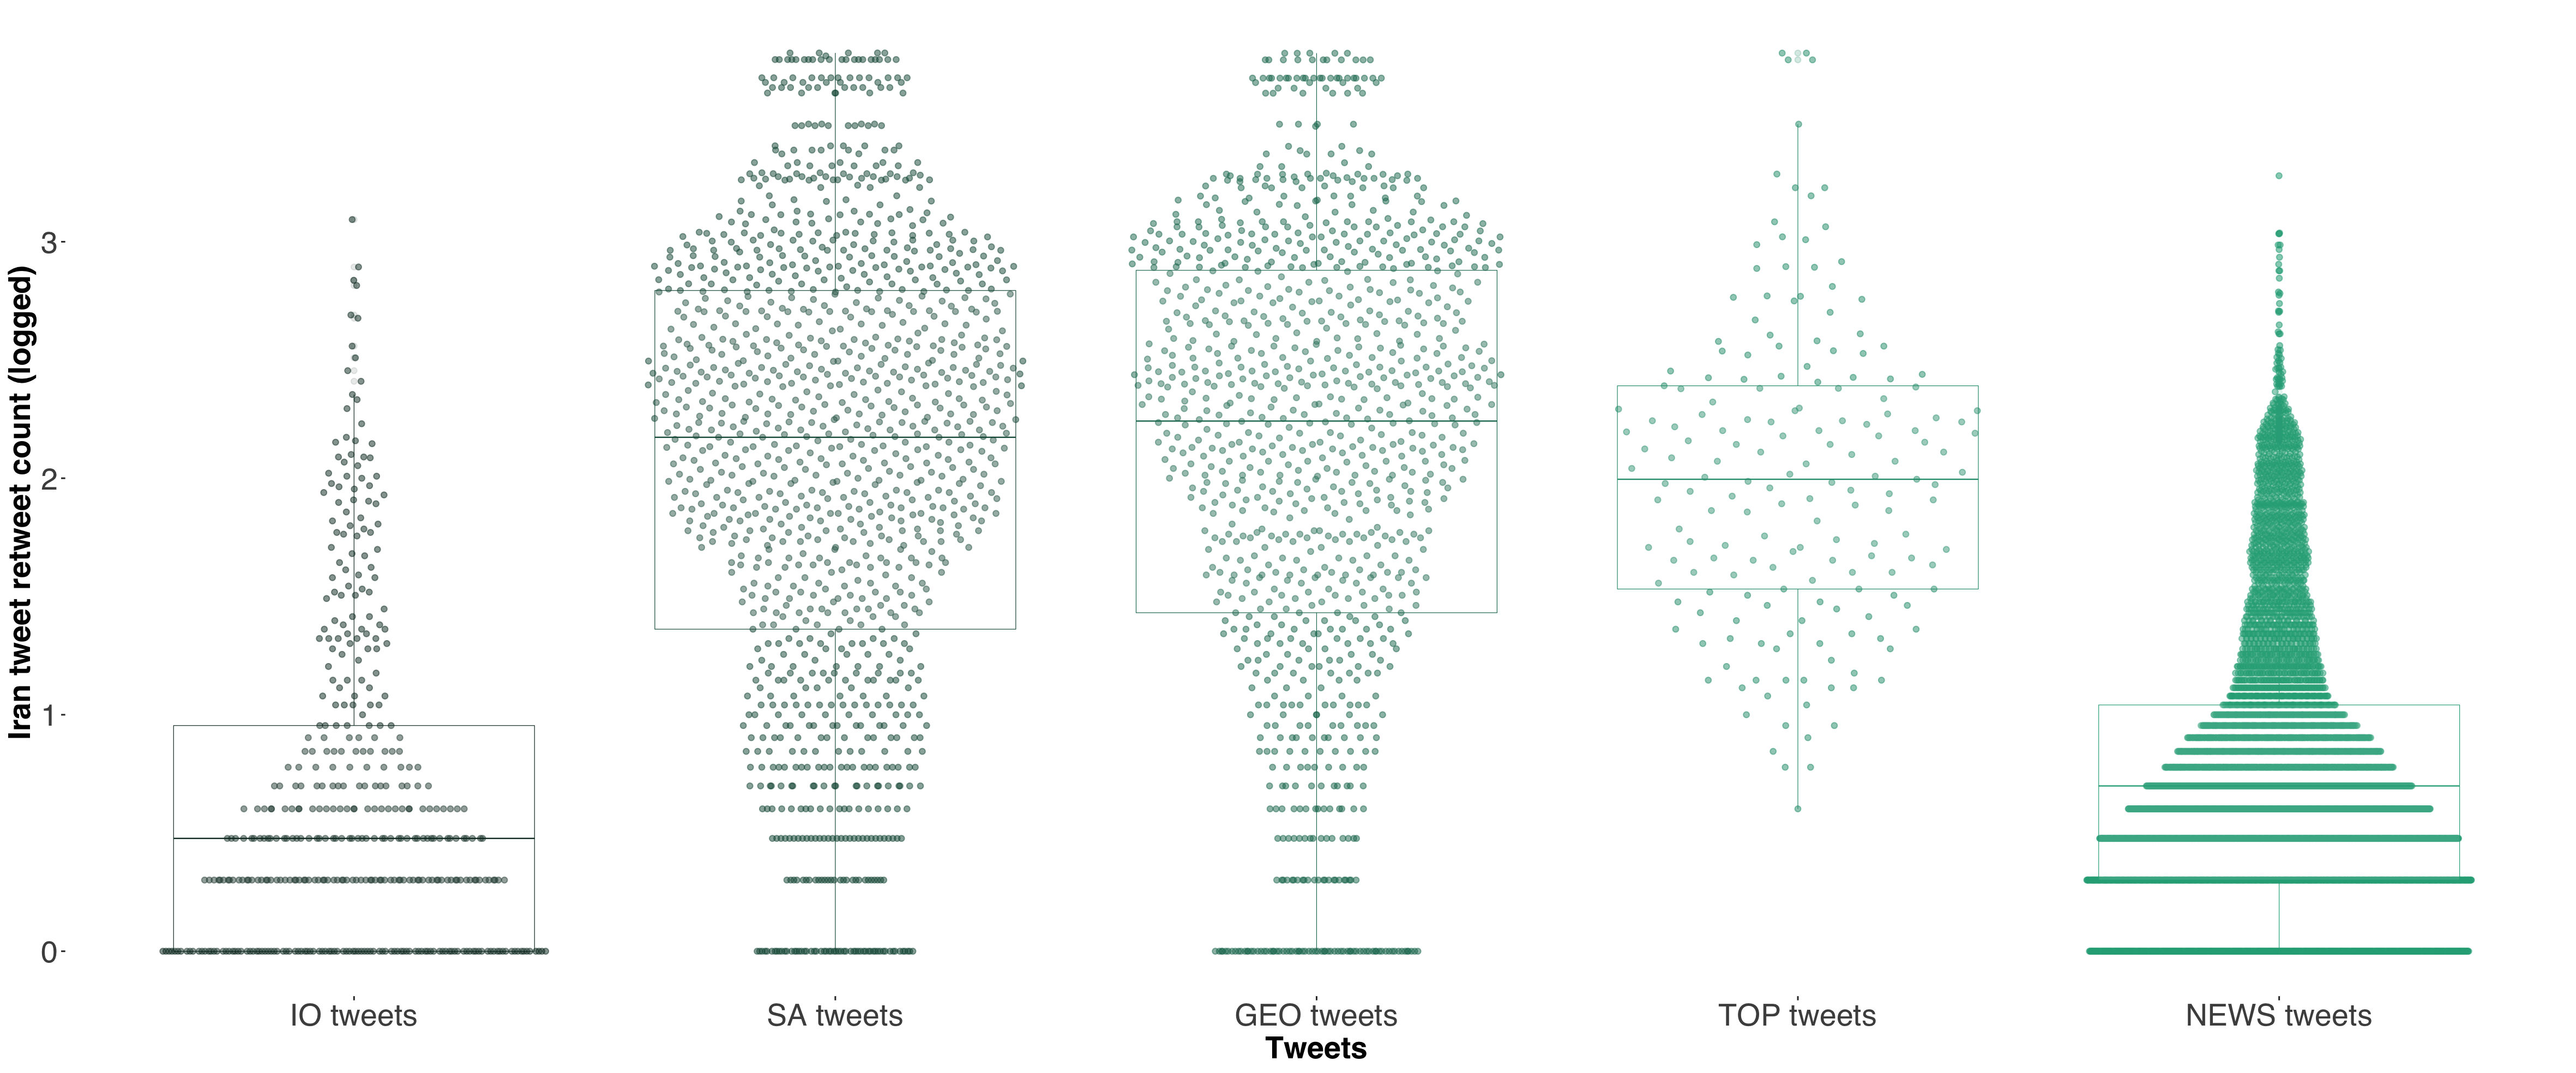 Iran tweet retweet count (logged)
3
2
1
0
IO tweets
SA tweets
GEO tweets
TOP tweets
NEWS tweets
Tweets